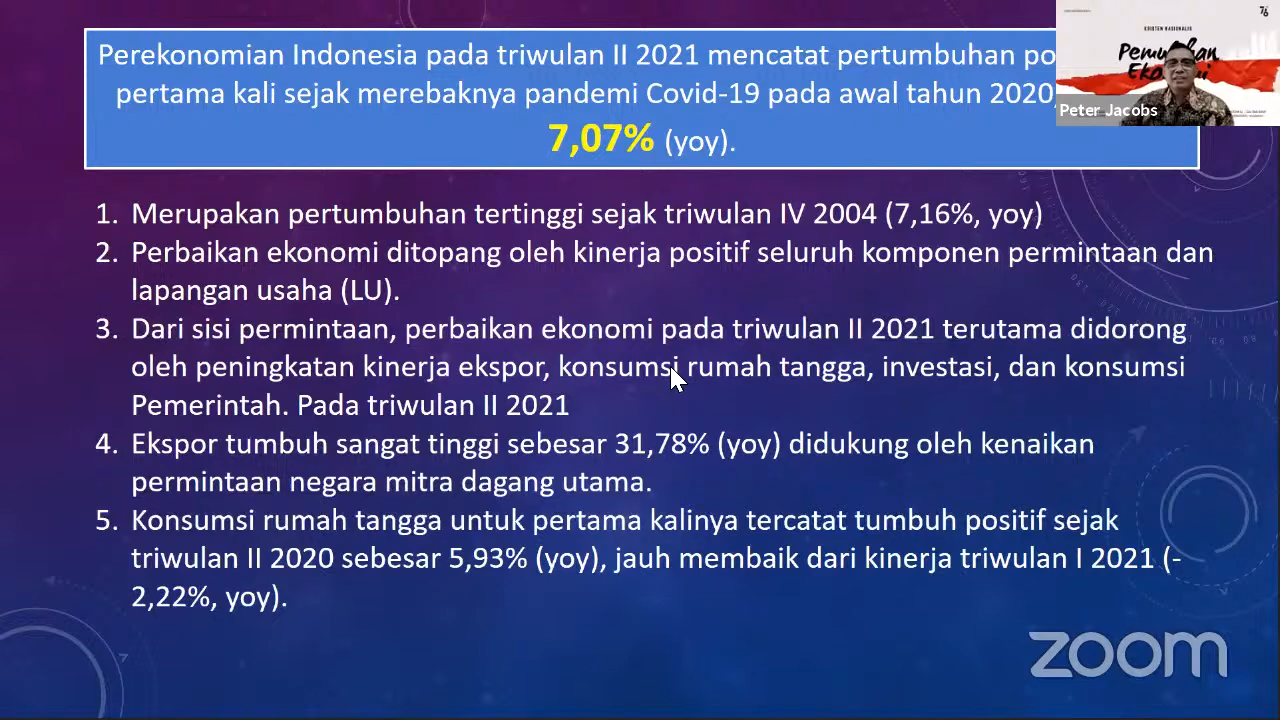 Perekonomian Indonesia pada triwulan II 2021 mencatat pertumbuhan
pertama kali sejak merebaknya pandemi Covid-19 pada awal tahun 2020,
7,07% (yoy).
1. Merupakan pertumbuhan tertinggi sejak triwulan IV 2004 (7,16%, yoy)
2. Perbaikan ekonomi ditopang oleh kinerja positif seluruh komponen permintaan dan
lapangan usaha (LU).
3. Dari sisi permintaan, perbaikan ekonomi pada triwulan II 2021 terutama didorong
oleh peningkatan kinerja ekspor, konsumsi rumah tangga, investasi, dan konsumsi
Pemerintah. Pada triwulan II 2021
4. Ekspor tumbuh sangat tinggi sebesar 31,78% (yoy) didukung oleh kenaikan
permintaan negara mitra dagang utama.
5. Konsumsi rumah tangga untuk pertama kalinya tercatat tumbuh positif sejak
triwulan II 2020 sebesar 5,93% (yoy), jauh membaik dari kinerja triwulan I 2021 (-
2,22%, yoy).
76
KRISTEN NASIONALIS
Peter Jacobs
zoom